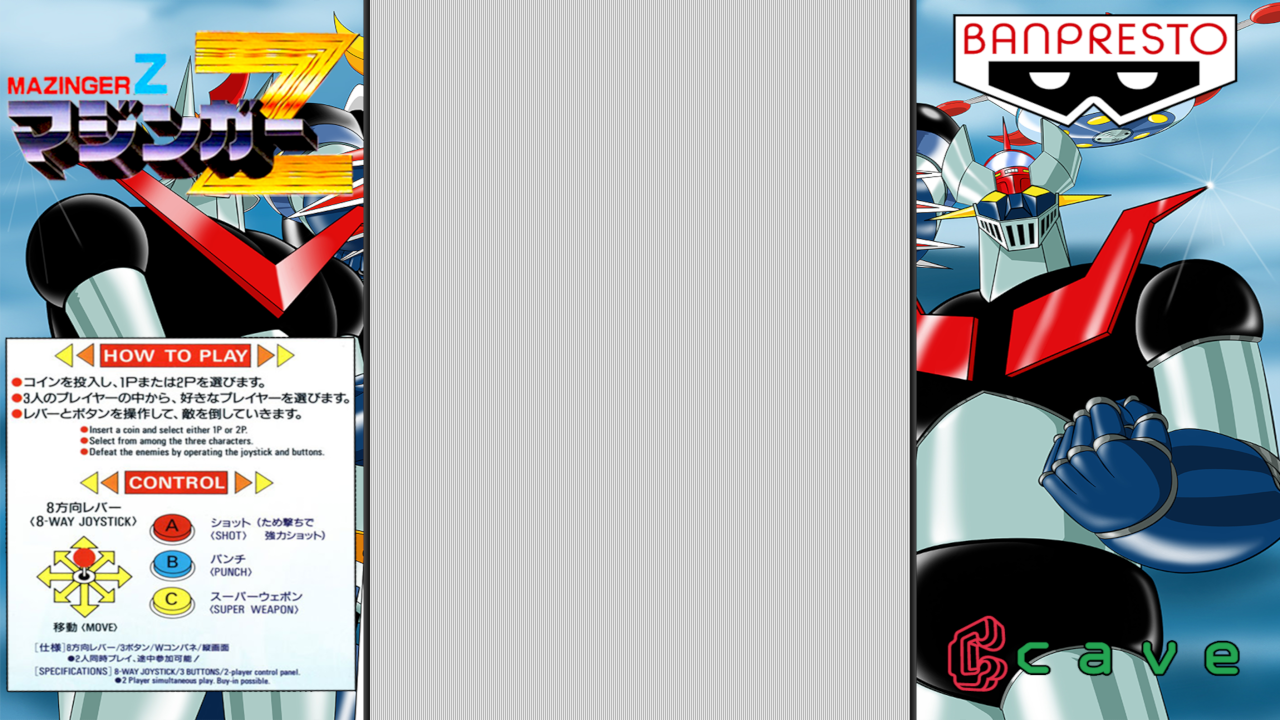 MAZINGER Z
マジンガーZ
HOW TO PLAY
●コインを投入し、1Pまたは2Pを選びます。
●3人のプレイヤーの中から、好きなプレイヤーを選びます。
●レバーとボタンを操作して、敵を倒していきます。
●Insert a coin and select either 1P or 2P.
●Select from among the three characters.
●Defeat the enemies by operating the joystick and buttons.
CONTROL
8方向レバー
〈8-WAY JOYSTICK〉
移動〈MOVE〉
A
ショット（ため撃ちで
〈SHOT〉 強力ショット）
B
パンチ
〈PUNCH〉
C
スーパーウェポン
〈SUPER WEAPON〉
［仕様］8方向レバー/3ボタン/Wコンパネ/縦画面
●2人同時プレイ、途中参加可能！
［SPECIFICATIONS］8-WAY JOYSTICK/3 BUTTONS/2-player control panel.
●2 Player simultaneous play. Buy-in possible.
BANPRESTO
cave